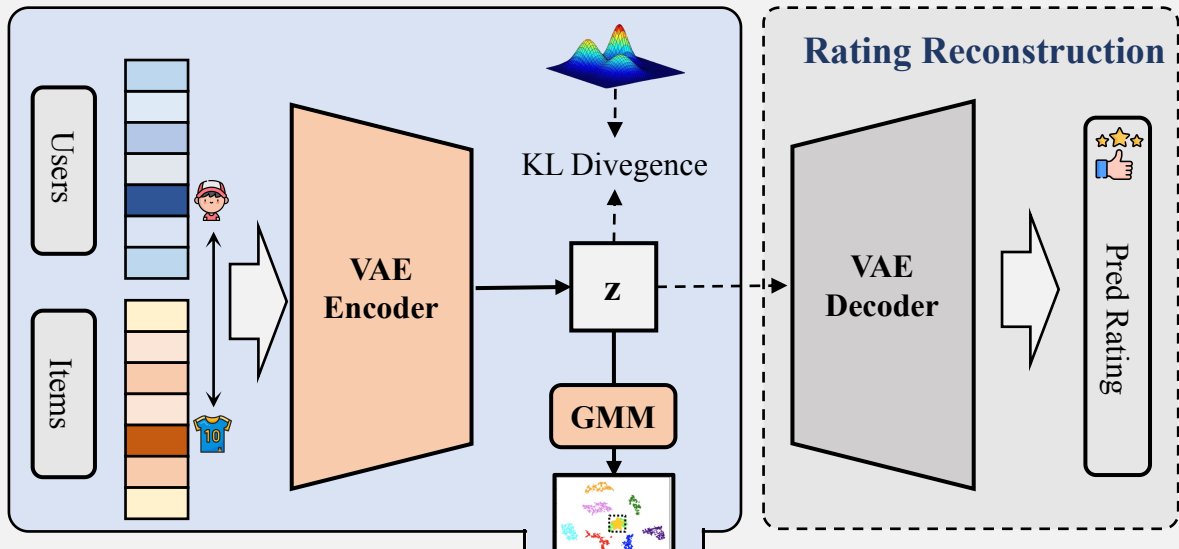 Users
Items
VAE
Encoder
KL Divegence
z
GMM
Rating Reconstruction
VAE
Decoder
Pred Rating
10